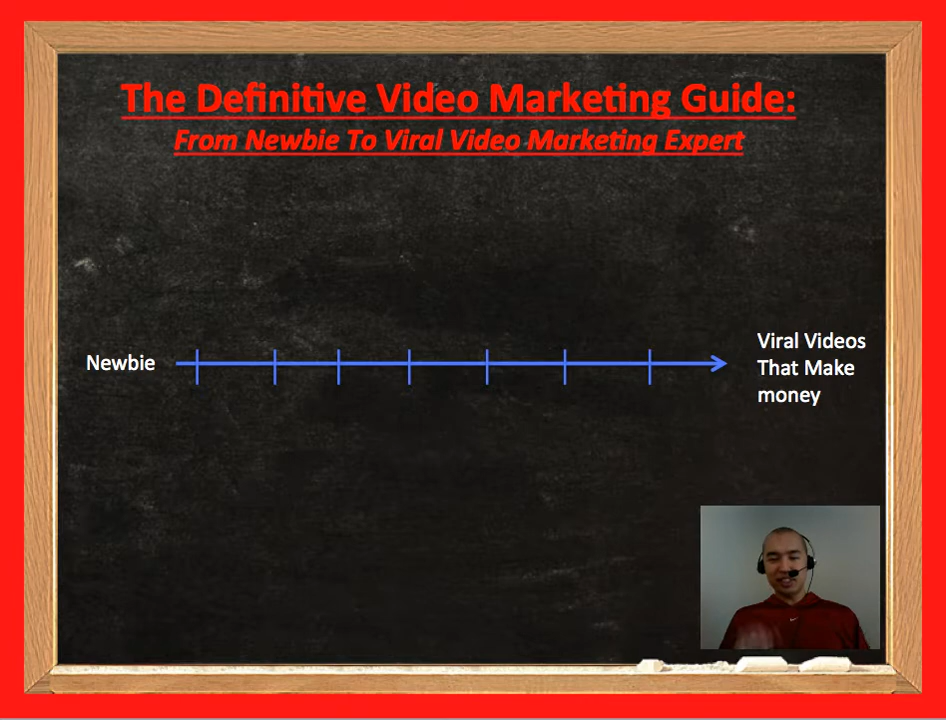 The Definitive Video Marketing Guide:
From Newbie To Viral Video Marketing Expert
Newbie
Viral Videos
That Make
money